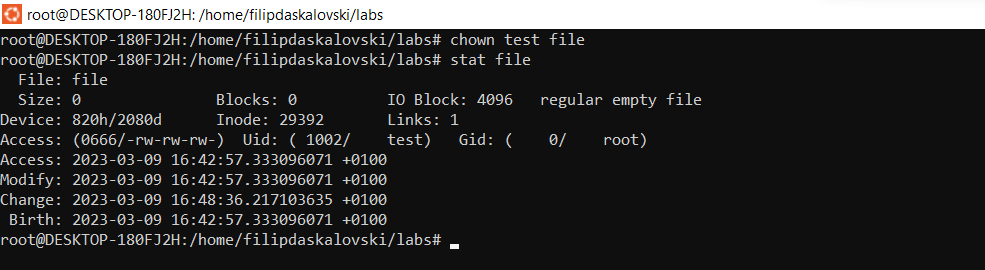 root@DESKTOP-180FJ2H: /home/filipdaskalovski/labs
root@DESKTOP-180FJ2H:/home/filipdaskalovski/labs# chown test file
root@DESKTOP-180FJ2H:/home/filipdaskalovski/labs# stat file
  File: file
  Size: 0               Blocks: 0          IO Block: 4096   regular empty file
Device: 820h/2080d      Inode: 29392       Links: 1
Access: (0666/-rw-rw-rw-)  Uid: ( 1002/    test)   Gid: (    0/    root)
Access: 2023-03-09 16:42:57.333096071 +0100
Modify: 2023-03-09 16:42:57.333096071 +0100
Change: 2023-03-09 16:48:36.217103635 +0100
 Birth: 2023-03-09 16:42:57.333096071 +0100
root@DESKTOP-180FJ2H:/home/filipdaskalovski/labs#